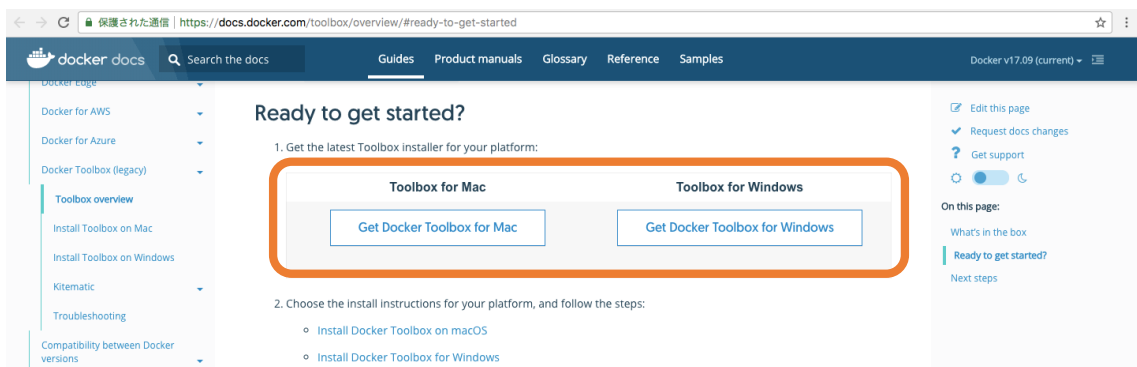 保護された通信 | https://docs.docker.com/toolbox/overview/#ready-to-get-started
docker docs
Search the docs
Guides Product manuals Glossary Reference Samples
Docker v17.09 (current)
Docker Edge
Docker for AWS
Docker for Azure
Docker Toolbox (legacy)
Toolbox overview
Install Toolbox on Mac
Install Toolbox on Windows
Kitematic
Troubleshooting
Compatibility between Docker
versions
Ready to get started?
1. Get the latest Toolbox installer for your platform:
Toolbox for Mac Toolbox for Windows
Get Docker Toolbox for Mac Get Docker Toolbox for Windows
2. Choose the install instructions for your platform, and follow the steps:
Install Docker Toolbox on macOS
Install Docker Toolbox for Windows
Edit this page
Request docs changes
Get support
On this page:
What's in the box
Ready to get started?
Next steps